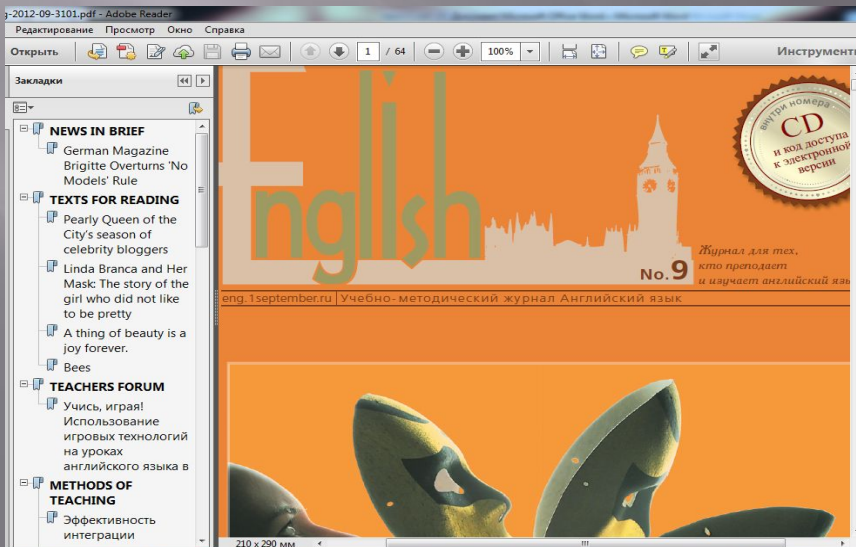 g-2012-09-3101.pdf - Adobe Reader
Редактирование Просмотр Окно Справка
Открыть 1 / 64 100% Инструменты
Закладки
NEWS IN BRIEF
German Magazine
Brigitte Overturns 'No
Models' Rule
TEXTS FOR READING
Pearly Queen of the
City's season of
celebrity bloggers
Linda Branca and Her
Mask: The story of the
girl who did not like
to be pretty
A thing of beauty is a
joy forever.
Bees
TEACHERS FORUM
Учись, играя!
Использование
игровых технологий
на уроках
английского языка в
METHODS OF
TEACHING
Эффективность
интеграции
English
внутри номера
CD
и код доступа
к электронной
версии
No.9
Журнал для тех,
кто преподает
и изучает английский язы
eng.1september.ru Учебно-методический журнал Английский язык
210 x 290 мм